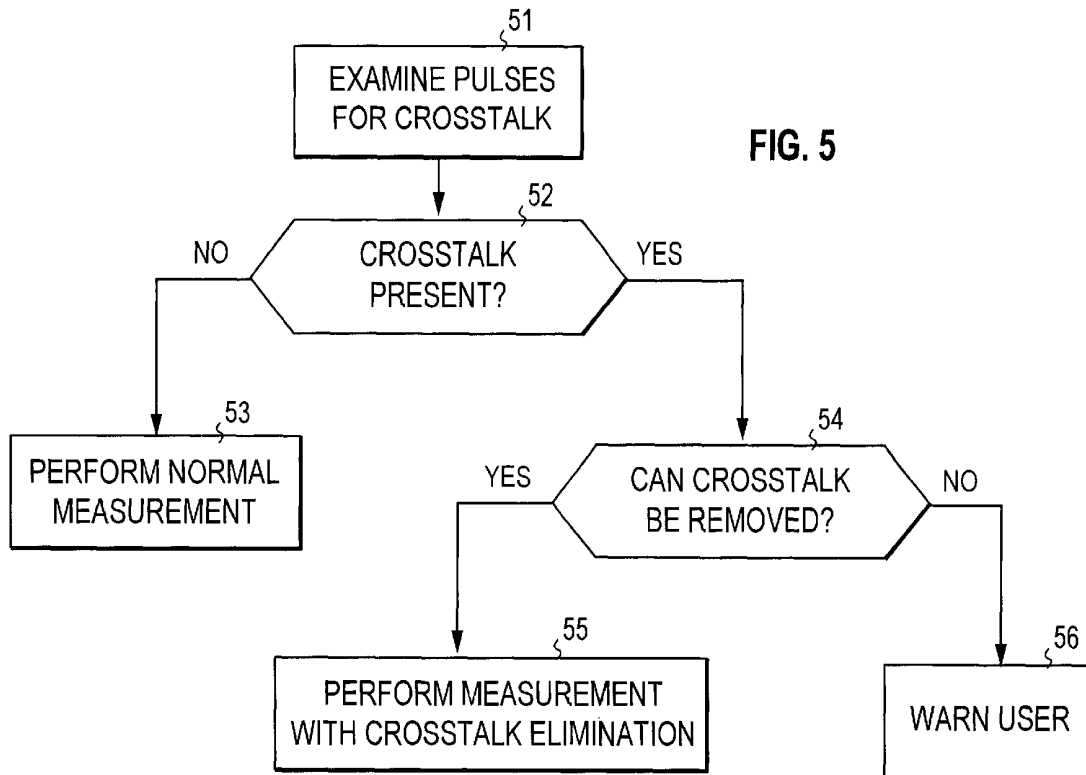 51
EXAMINE PULSES
FOR CROSSTALK
FIG. 5
52
NO
CROSSTALK
PRESENT?
YES
53
PERFORM NORMAL
MEASUREMENT
54
YES
CAN CROSSTALK
BE REMOVED?
NO
55
PERFORM MEASUREMENT
WITH CROSSTALK ELIMINATION
56
WARN USER